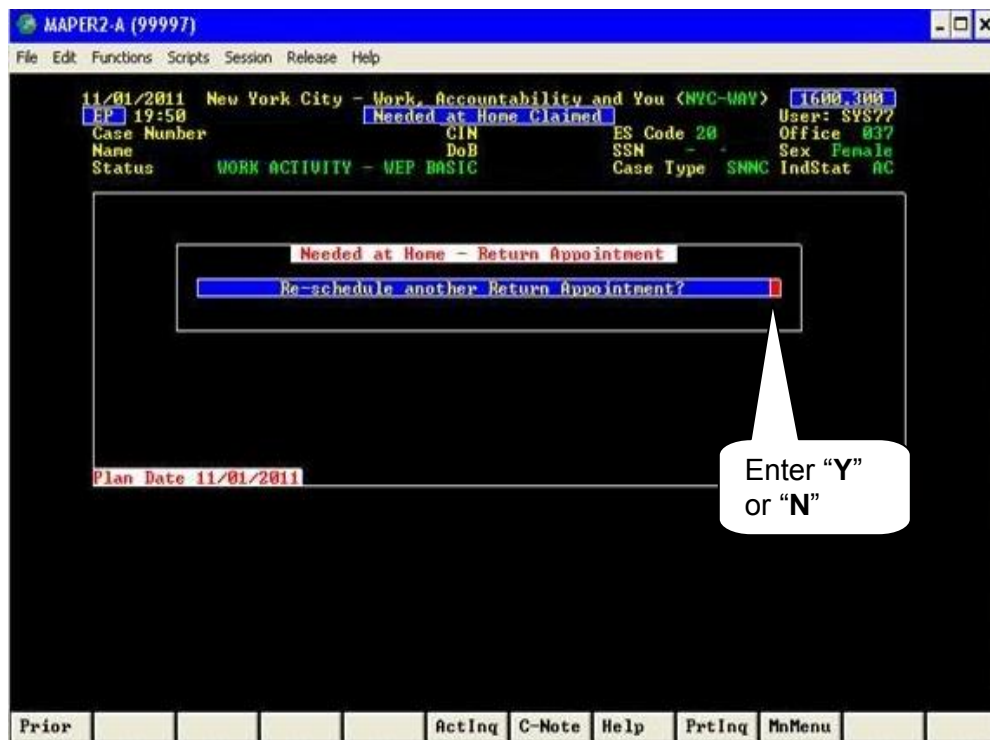 MAPER2-A (99997)
File Edit Functions Scripts Session Release Help
11/01/2011 New York City - Work, Accountability and You (NYC-WAY) 1600,300
EP 19:50 Needed at Home Claimed User: SYS77
Case Number CIN ES Code 20 Office 037
Name DoB SSN - - Sex Female
Status WORK ACTIVITY - WEP BASIC Case Type SNNC IndStat AC
Needed at Home - Return Appointment
Re-schedule another Return Appointment?
Enter “Y”
or “N”
Plan Date 11/01/2011
Prior ActInq C-Note Help PrtInq MnMenu